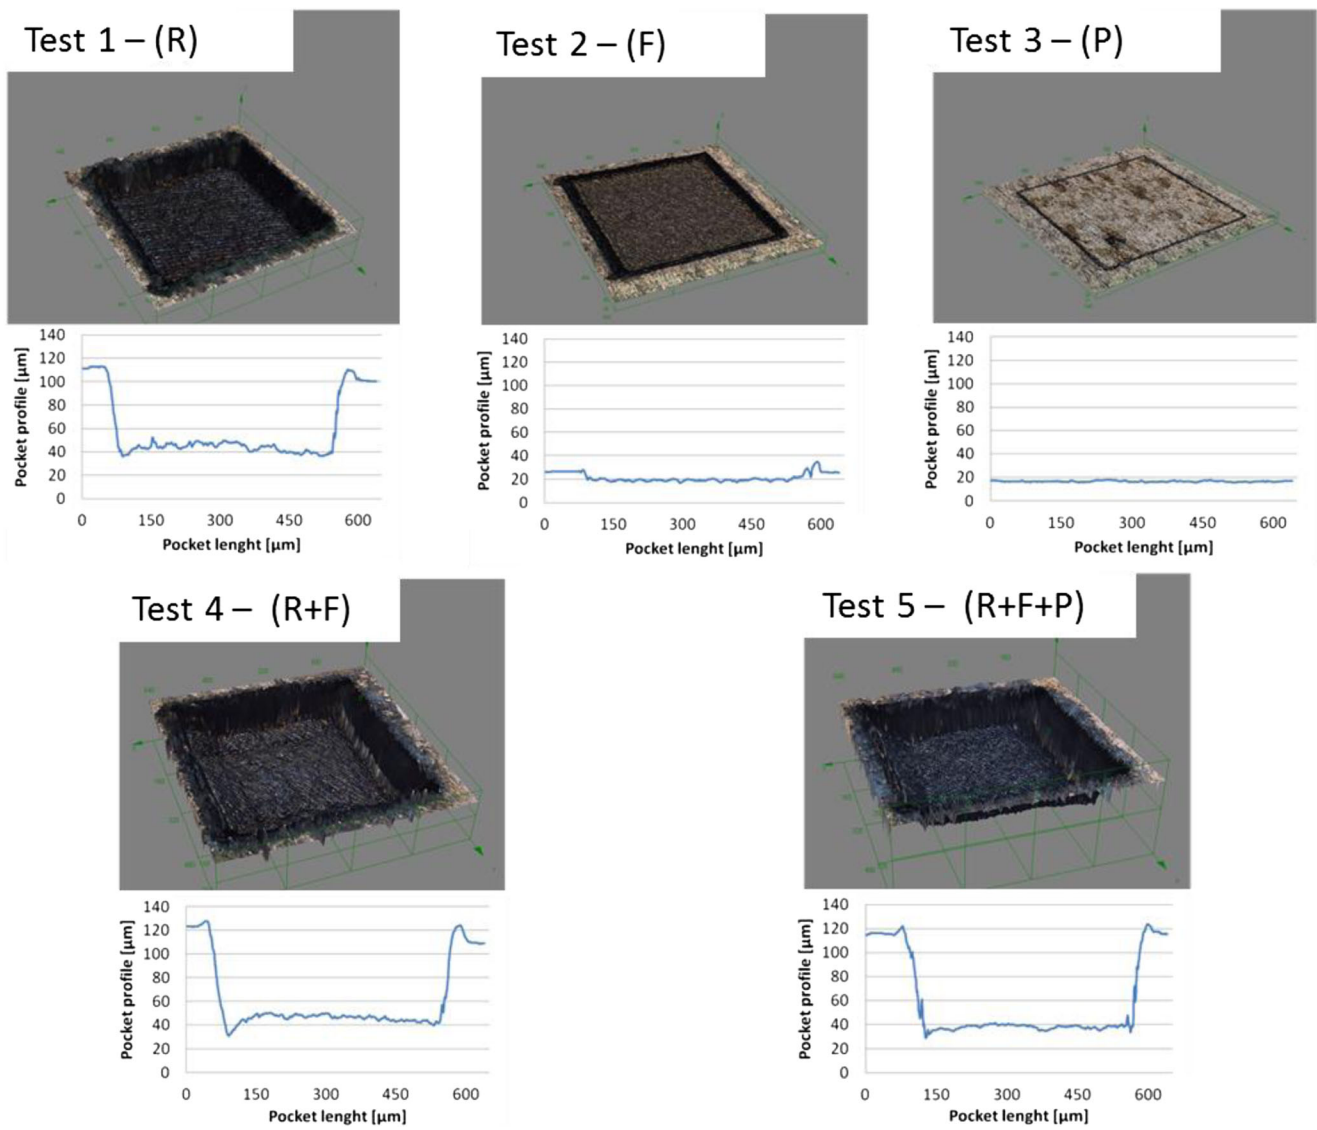 Test 1 – (R)
Test 2 – (F)
Test 3 – (P)
Pocket profile [µm]
140
120
100
80
60
40
20
0
0 150 300 450 600
Pocket lenght [µm]
Pocket profile [µm]
140
120
100
80
60
40
20
0
0 150 300 450 600
Pocket lenght [µm]
Pocket profile [µm]
140
120
100
80
60
40
20
0
0 150 300 450 600
Pocket lenght [µm]
Test 4 – (R+F)
Test 5 – (R+F+P)
Pocket profile [µm]
140
120
100
80
60
40
20
0
0 150 300 450 600
Pocket lenght [µm]
Pocket profile [µm]
140
120
100
80
60
40
20
0
0 150 300 450 600
Pocket lenght [µm]